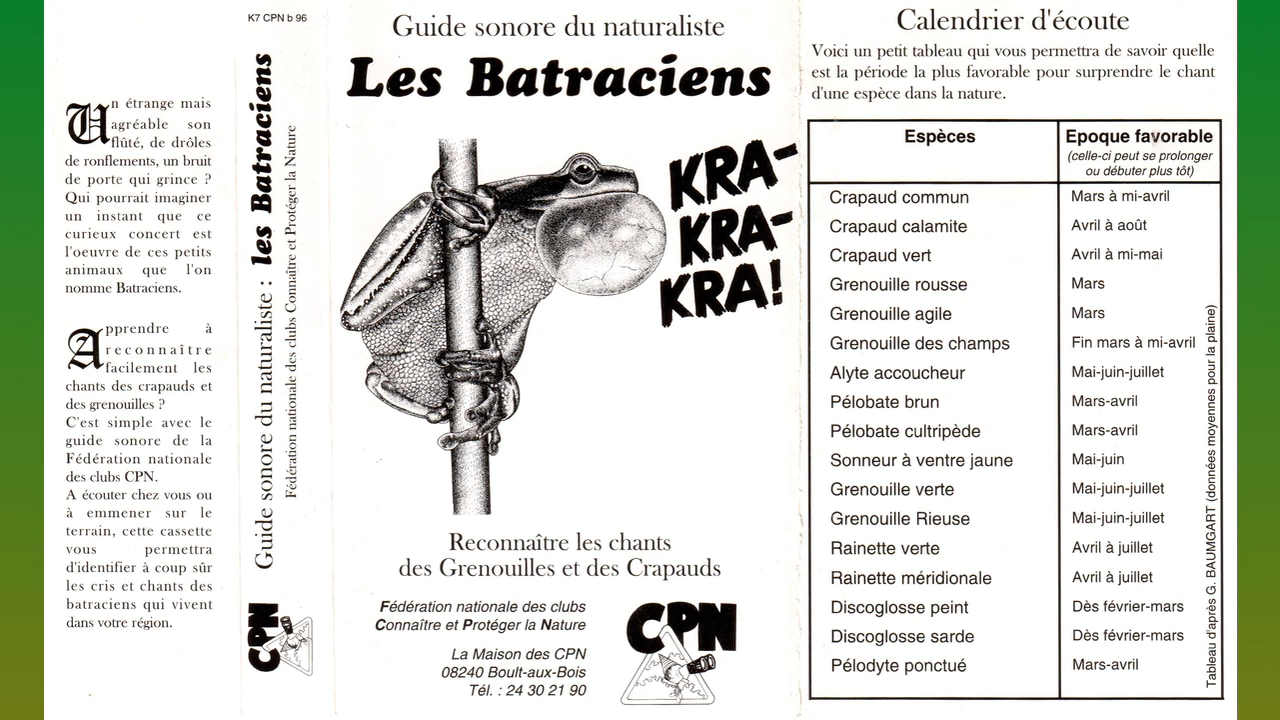 Un étrange mais
agréable son
flûté, de drôles
de ronflements, un bruit
de porte qui grince ?
Qui pourrait imaginer
un instant que ce
curieux concert est
l'oeuvre de ces petits
animaux que l'on
nomme Batraciens.
Apprendre à
reconnaître
facilement les
chants des crapauds et
des grenouilles ?
C'est simple avec le
guide sonore de la
Fédération nationale
des clubs CPN.
A écouter chez vous ou
à emmener sur le
terrain, cette cassette
vous permettra
d'identifier à coup sûr
les cris et chants des
batraciens qui vivent
dans votre région.
K7 CPN b 96
Guide sonore du naturaliste : les Batraciens
Fédération nationale des clubs Connaître et Protéger la Nature
CPN
Guide sonore du naturaliste
Les Batraciens
KRA-
KRA-
KRA!
Reconnaître les chants
des Grenouilles et des Crapauds
Fédération nationale des clubs
Connaître et Protéger la Nature
La Maison des CPN
08240 Boult-aux-Bois
Tél. : 24 30 21 90
CPN
Calendrier d'écoute
Voici un petit tableau qui vous permettra de savoir quelle
est la période la plus favorable pour surprendre le chant
d'une espèce dans la nature.
Espèces Epoque favorable
(celle-ci peut se prolonger
ou débuter plus tôt)
Crapaud commun Mars à mi-avril
Crapaud calamite Avril à août
Crapaud vert Avril à mi-mai
Grenouille rousse Mars
Grenouille agile Mars
Grenouille des champs Fin mars à mi-avril
Alyte accoucheur Mai-juin-juillet
Pélobate brun Mars-avril
Pélobate cultripède Mars-avril
Sonneur à ventre jaune Mai-juin
Grenouille verte Mai-juin-juillet
Grenouille Rieuse Mai-juin-juillet
Rainette verte Avril à juillet
Rainette méridionale Avril à juillet
Discoglosse peint Dès février-mars
Discoglosse sarde Dès février-mars
Pélodyte ponctué Mars-avril
Tableau d'après G. BAUMGART (données moyennes pour la plaine)